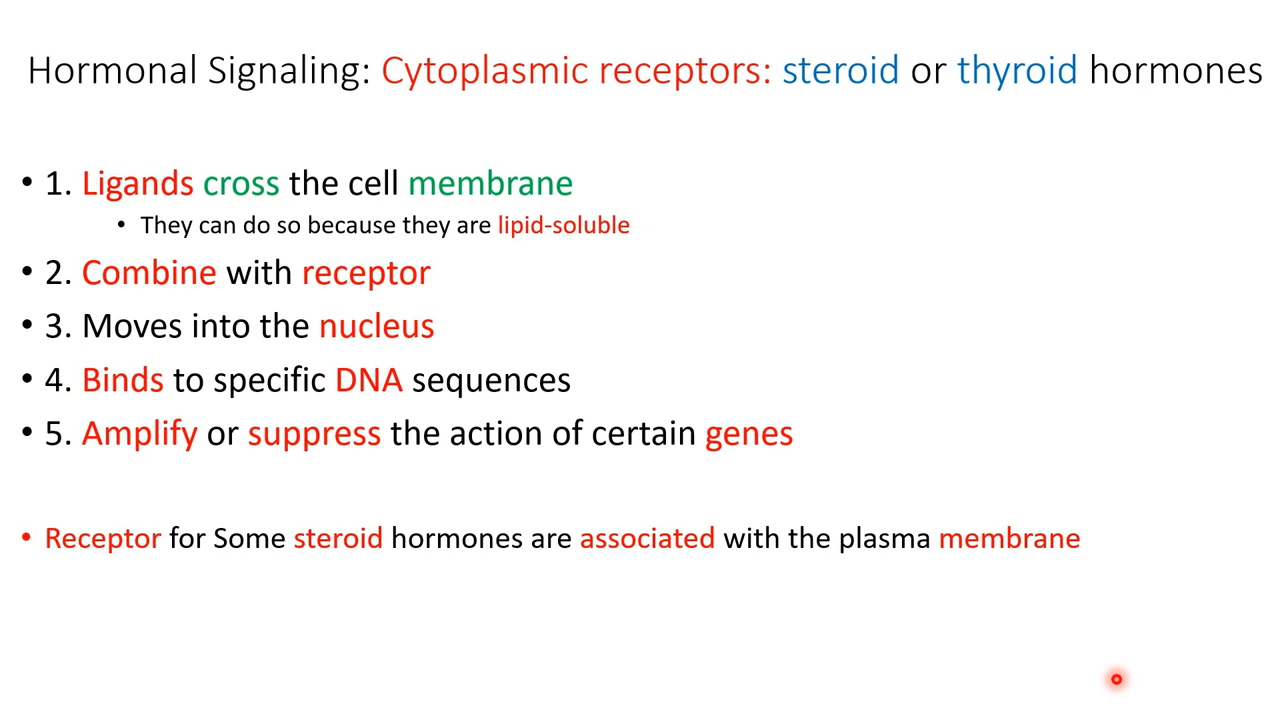 Hormonal Signaling: Cytoplasmic receptors: steroid or thyroid hormones
• 1. Ligands cross the cell membrane
• They can do so because they are lipid-soluble
• 2. Combine with receptor
• 3. Moves into the nucleus
• 4. Binds to specific DNA sequences
• 5. Amplify or suppress the action of certain genes
• Receptor for Some steroid hormones are associated with the plasma membrane